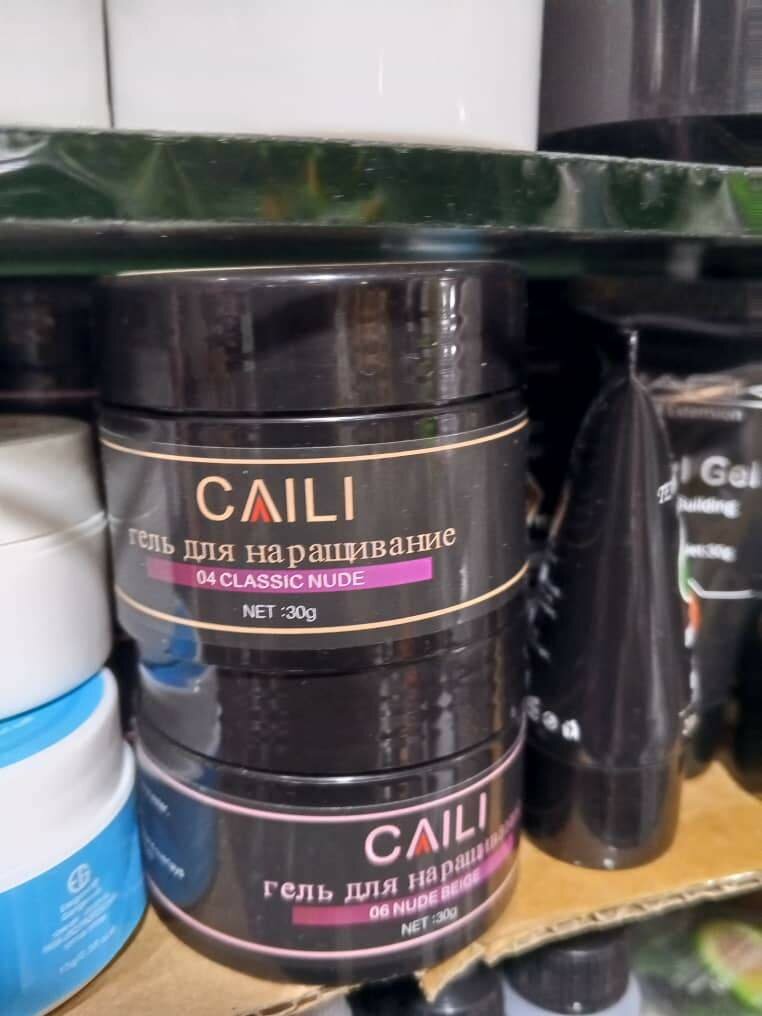 CAILI
гель для наращивание
04 CLASSIC NUDE
NET :30g
CAILI
гель для наращивание
06 NUDE BEIGE
NET :30g
Gel
Building